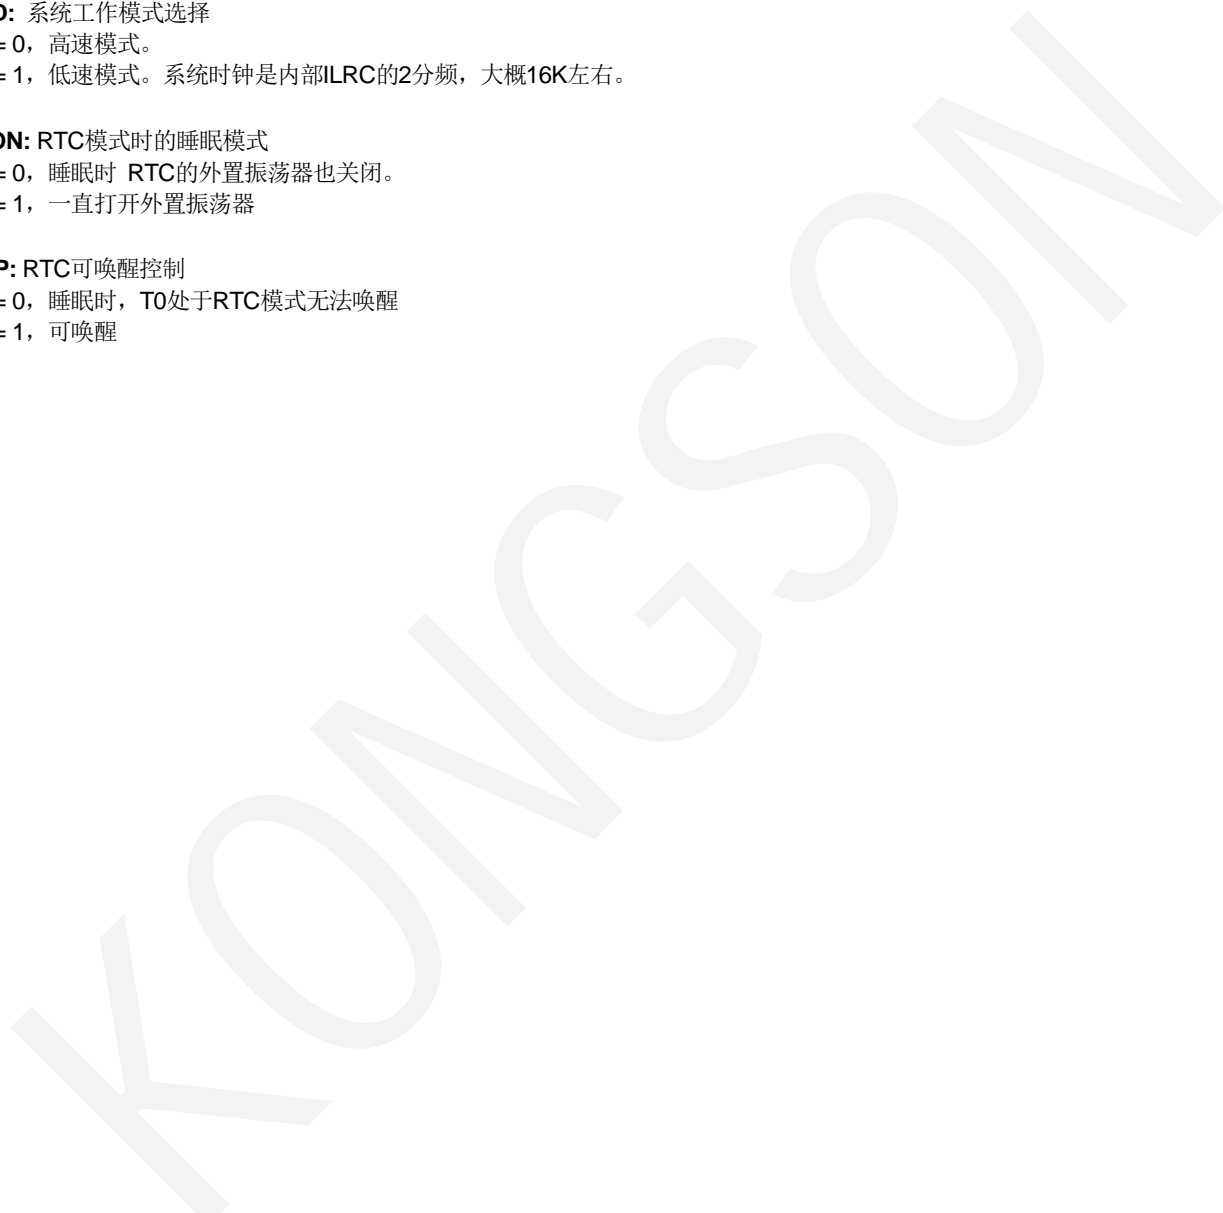 D: 系统工作模式选择
= 0，高速模式。
= 1，低速模式。系统时钟是内部ILRC的2分频，大概16K左右。
ON: RTC模式时的睡眠模式
= 0，睡眠时 RTC的外置振荡器也关闭。
= 1，一直打开外置振荡器
P: RTC可唤醒控制
= 0，睡眠时，T0处于RTC模式无法唤醒
= 1，可唤醒
KONGSON